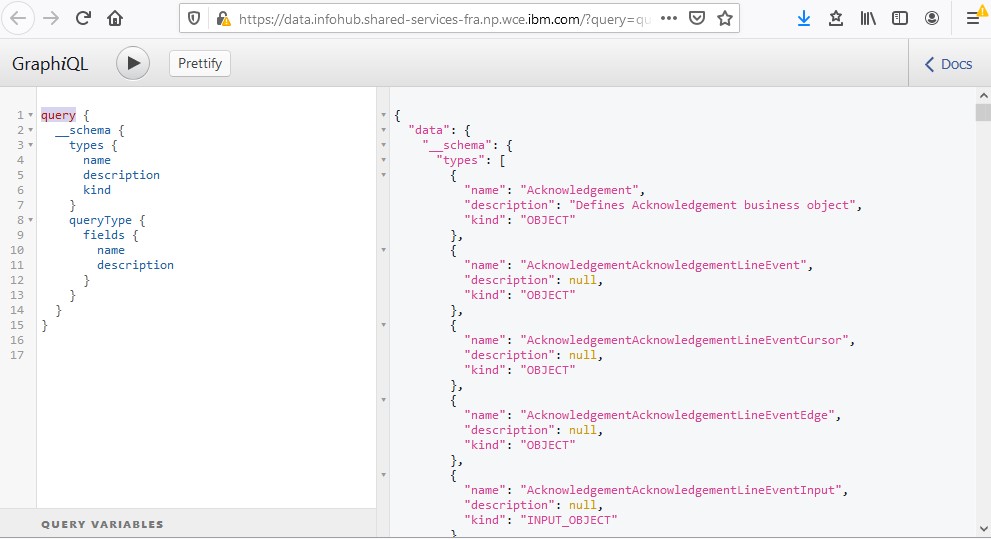 https://data.infohub.shared-services-fra.np.wce.ibm.com/?query=qu
GraphiQL
Prettify
Docs
1 query {
2 __schema {
3 types {
4 name
5 description
6 kind
7 }
8 queryType {
9 fields {
10 name
11 description
12 }
13 }
14 }
15 }
16
17
QUERY VARIABLES
{
"data": {
"__schema": {
"types": [
{
"name": "Acknowledgement",
"description": "Defines Acknowledgement business object",
"kind": "OBJECT"
},
{
"name": "AcknowledgementAcknowledgementLineEvent",
"description": null,
"kind": "OBJECT"
},
{
"name": "AcknowledgementAcknowledgementLineEventCursor",
"description": null,
"kind": "OBJECT"
},
{
"name": "AcknowledgementAcknowledgementLineEventEdge",
"description": null,
"kind": "OBJECT"
},
{
"name": "AcknowledgementAcknowledgementLineEventInput",
"description": null,
"kind": "INPUT_OBJECT"
}